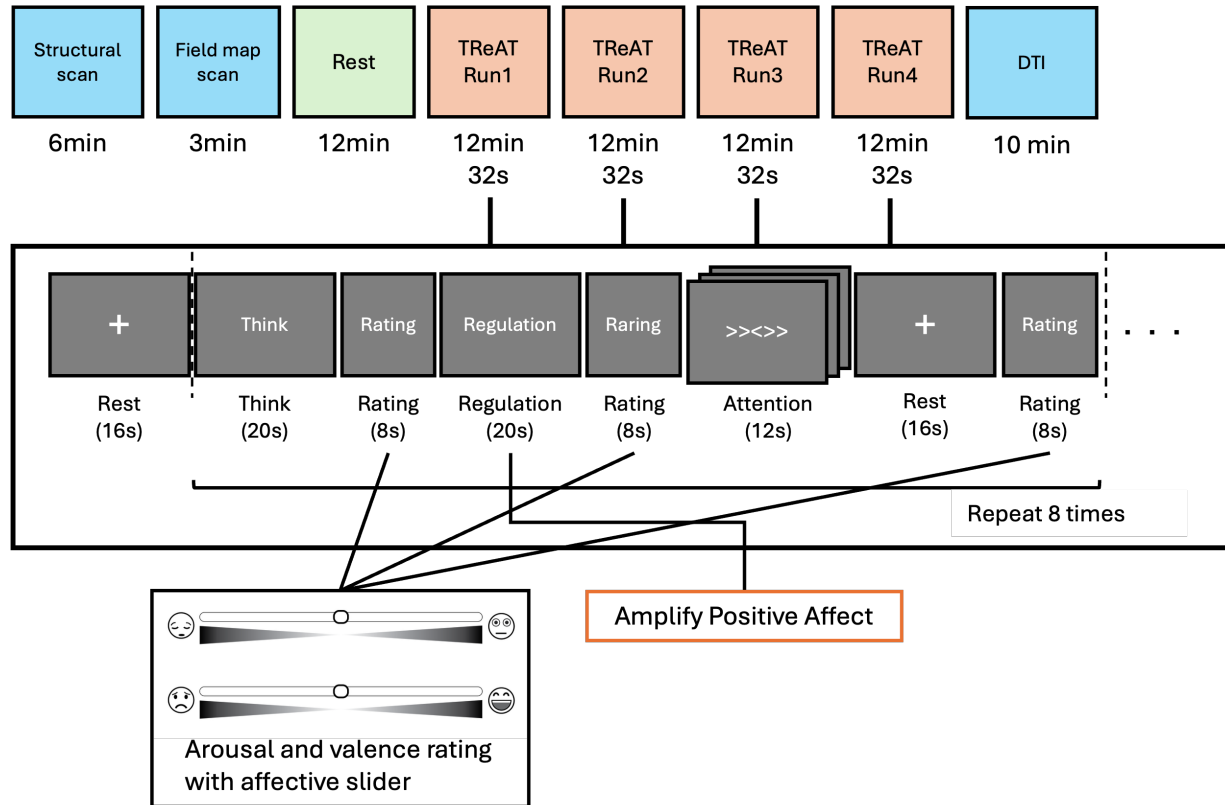 Structural
scan
Field map
scan
Rest
TReAT
Run1
TReAT
Run2
TReAT
Run3
TReAT
Run4
DTI
6min
3min
12min
12min
32s
12min
32s
12min
32s
12min
32s
10 min
+
Think
Rating
Regulation
Raring
>><>>
+
Rating
. . .
Rest
(16s)
Think
(20s)
Rating
(8s)
Regulation
(20s)
Rating
(8s)
Attention
(12s)
Rest
(16s)
Rating
(8s)
Repeat 8 times
Amplify Positive Affect
Arousal and valence rating
with affective slider